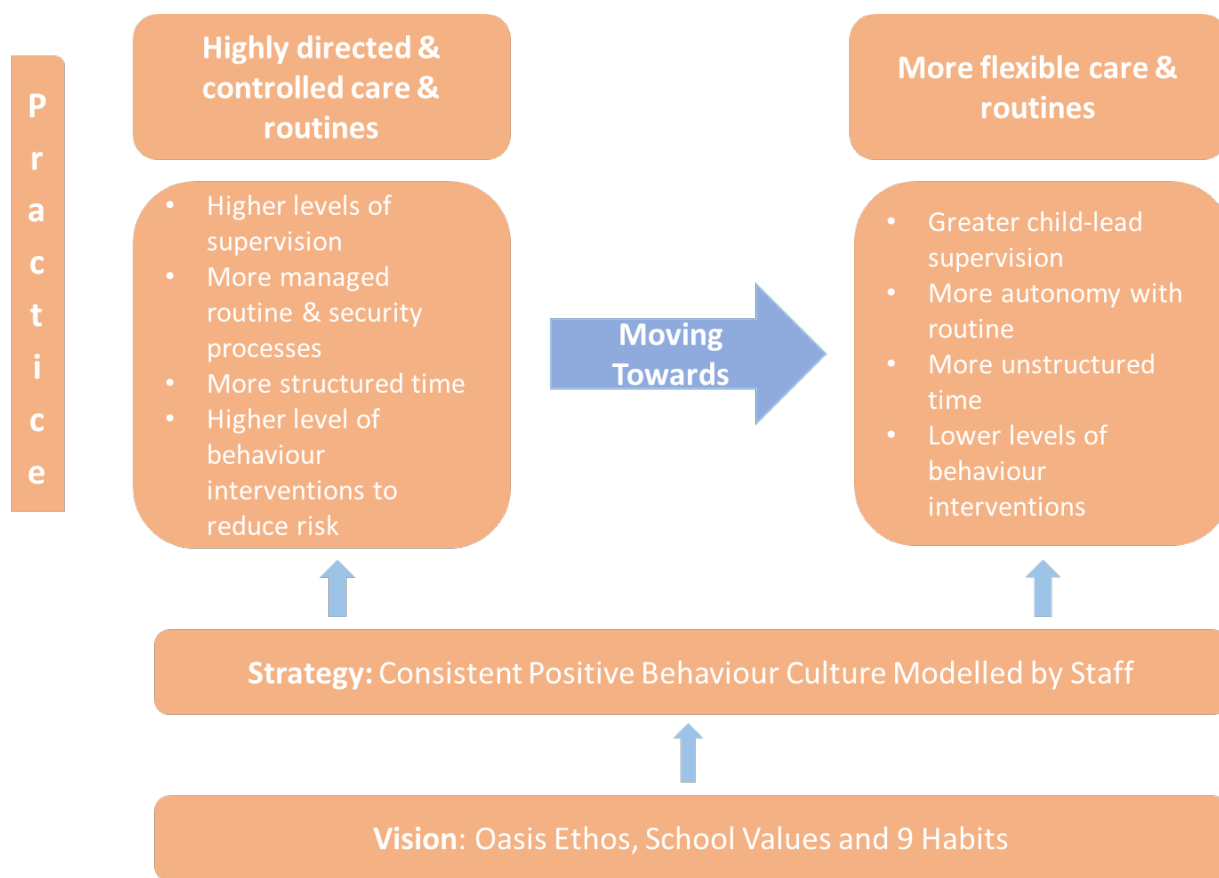 Practice
Highly directed &
controlled care &
routines
• Higher levels of
supervision
• More managed
routine & security
processes
• More structured time
• Higher level of
behaviour
interventions to
reduce risk
Moving
Towards
More flexible care &
routines
• Greater child-lead
supervision
• More autonomy with
routine
• More unstructured
time
• Lower levels of
behaviour
interventions
Strategy: Consistent Positive Behaviour Culture Modelled by Staff
Vision: Oasis Ethos, School Values and 9 Habits